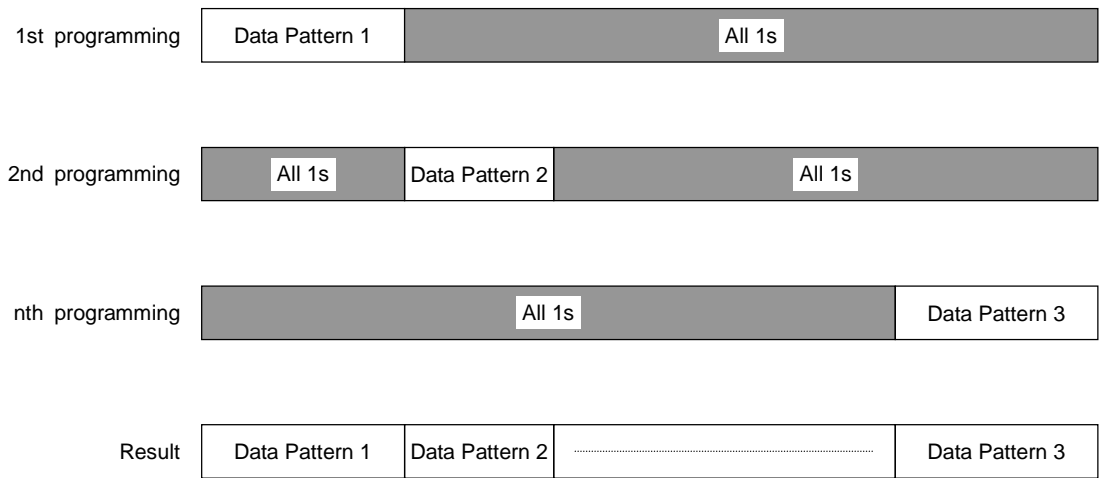 1st programming Data Pattern 1 All 1s
2nd programming All 1s Data Pattern 2 All 1s
nth programming All 1s Data Pattern 3
Result Data Pattern 1 Data Pattern 2 Data Pattern 3